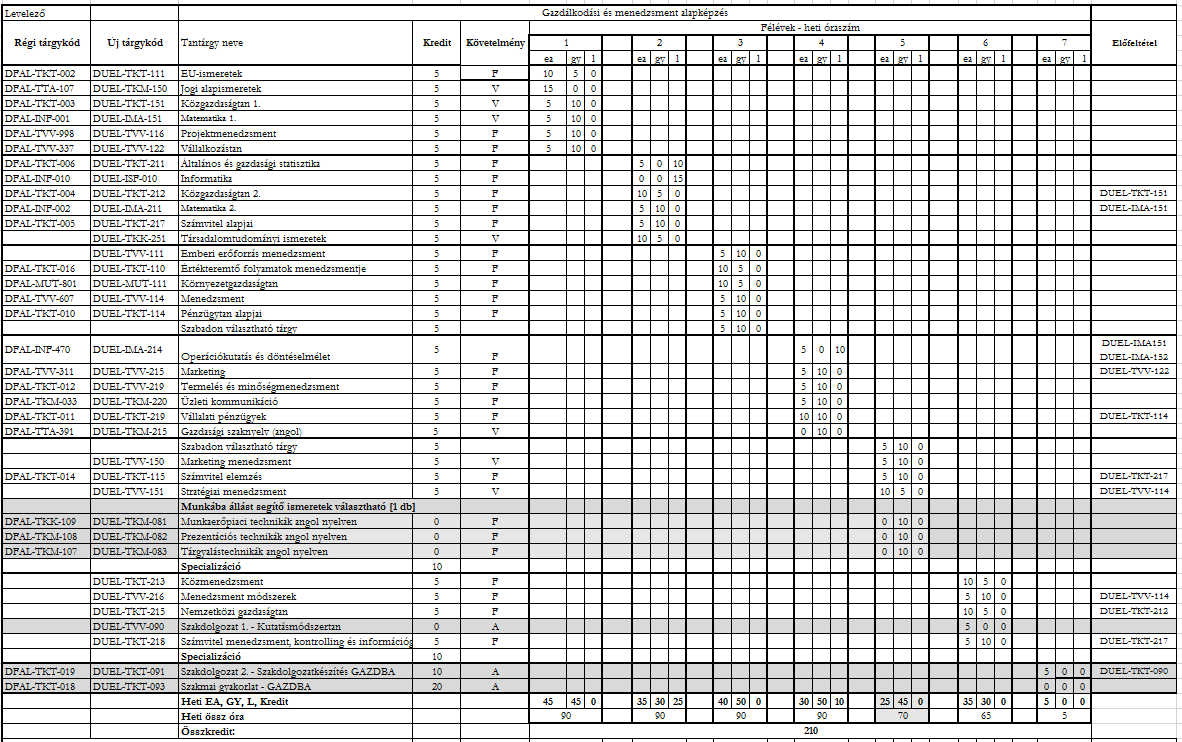 Levelező Gazdálkodási és menedzsment alapképzés
Régi tárgykód Új tárgykód Tantárgy neve Kredit Követelmény Félévek - heti óraszám Előfeltétel
1 2 3 4 5 6 7
ea gy l ea gy l ea gy l ea gy l ea gy l ea gy l ea gy l
DFAL-TKT-002 DUEL-TKT-111 EU-ismeretek 5 F 10 5 0
DFAL-TTA-107 DUEL-TKM-150 Jogi alapismeretek 5 V 15 0 0
DFAL-TKT-003 DUEL-TKT-151 Közgazdaságtan 1. 5 V 5 10 0
DFAL-INF-001 DUEL-IMA-151 Matematika 1. 5 V 5 10 0
DFAL-TVV-998 DUEL-TVV-116 Projektmenedzsment 5 F 5 10 0
DFAL-TVV-337 DUEL-TVV-122 Vállalkozástan 5 F 5 10 0
DFAL-TKT-006 DUEL-TKT-211 Általános és gazdasági statisztika 5 F 5 0 10
DFAL-INF-010 DUEL-ISF-010 Informatika 5 F 0 0 15
DFAL-TKT-004 DUEL-TKT-212 Közgazdaságtan 2. 5 F 10 5 0 DUEL-TKT-151
DFAL-INF-002 DUEL-IMA-211 Matematika 2. 5 F 5 10 0 DUEL-IMA-151
DFAL-TKT-005 DUEL-TKT-217 Számvitel alapjai 5 F 5 10 0
DUEL-TKK-251 Társadalomtudományi ismeretek 5 V 10 5 0
DUEL-TVV-111 Emberi erőforrás menedzsment 5 F 5 10 0
DFAL-TKT-016 DUEL-TKT-110 Értékteremtő folyamatok menedzsmentje 5 F 10 5 0
DFAL-MUT-801 DUEL-MUT-111 Környezetgazdaságtan 5 F 10 5 0
DFAL-TVV-607 DUEL-TVV-114 Menedzsment 5 F 5 10 0
DFAL-TKT-010 DUEL-TKT-114 Pénzügytan alapjai 5 F 5 10 0
Szabadon választható tárgy 5 5 10 0
DFAL-INF-470 DUEL-IMA-214 Operációkutatás és döntéselmélet 5 F 5 0 10 DUEL-IMA151
DUEL-IMA-152
DFAL-TVV-311 DUEL-TVV-215 Marketing 5 F 5 10 0 DUEL-TVV-122
DFAL-TKT-012 DUEL-TVV-219 Termelés és minőségmenedzsment 5 F 5 10 0
DFAL-TKM-033 DUEL-TKM-220 Üzleti kommunikáció 5 F 5 10 0
DFAL-TKT-011 DUEL-TKT-219 Vállalati pénzügyek 5 F 10 10 0 DUEL-TKT-114
DFAL-TTA-391 DUEL-TKM-215 Gazdasági szaknyelv (angol) 5 V 0 10 0
Szabadon választható tárgy 5 5 10 0
DUEL-TVV-150 Marketing menedzsment 5 V 5 10 0
DFAL-TKT-014 DUEL-TKT-115 Számvitel elemzés 5 F 5 10 0 DUEL-TKT-217
DUEL-TVV-151 Stratégiai menedzsment 5 V 10 5 0 DUEL-TVV-114
Munkába állást segítő ismeretek választható [1 db]
DFAL-TKK-109 DUEL-TKM-081 Munkaerőpiaci technikák angol nyelven 0 F 0 10 0
DFAL-TKM-108 DUEL-TKM-082 Prezentációs technikák angol nyelven 0 F 0 10 0
DFAL-TKM-107 DUEL-TKM-083 Tárgyalástechnikák angol nyelven 0 F 0 10 0
Specializáció 10
DUEL-TKT-213 Közmenedzsment 5 F 10 5 0
DUEL-TVV-216 Menedzsment módszerek 5 F 5 10 0 DUEL-TVV-114
DUEL-TKT-215 Nemzetközi gazdaságtan 5 F 10 5 0 DUEL-TKT-212
DUEL-TVV-090 Szakdolgozat 1. - Kutatásmódszertan 0 A 5 0 0
DUEL-TKT-218 Számvitel menedzsment, kontrolling és információs 5 F 5 10 0 DUEL-TKT-217
Specializáció 10
DFAL-TKT-019 DUEL-TKT-091 Szakdolgozat 2. - Szakdolgozatkészítés GAZDBA 10 A 5 0 0 DUEL-TKT-090
DFAL-TKT-018 DUEL-TKT-093 Szakmai gyakorlat - GAZDBA 20 A 0 0 0
Heti EA, GY, L, Kredit 45 45 0 35 30 25 40 50 0 30 50 10 25 45 0 35 30 0 5 0 0
Heti össz óra 90 90 90 90 70 65 5
Összkredit: 210